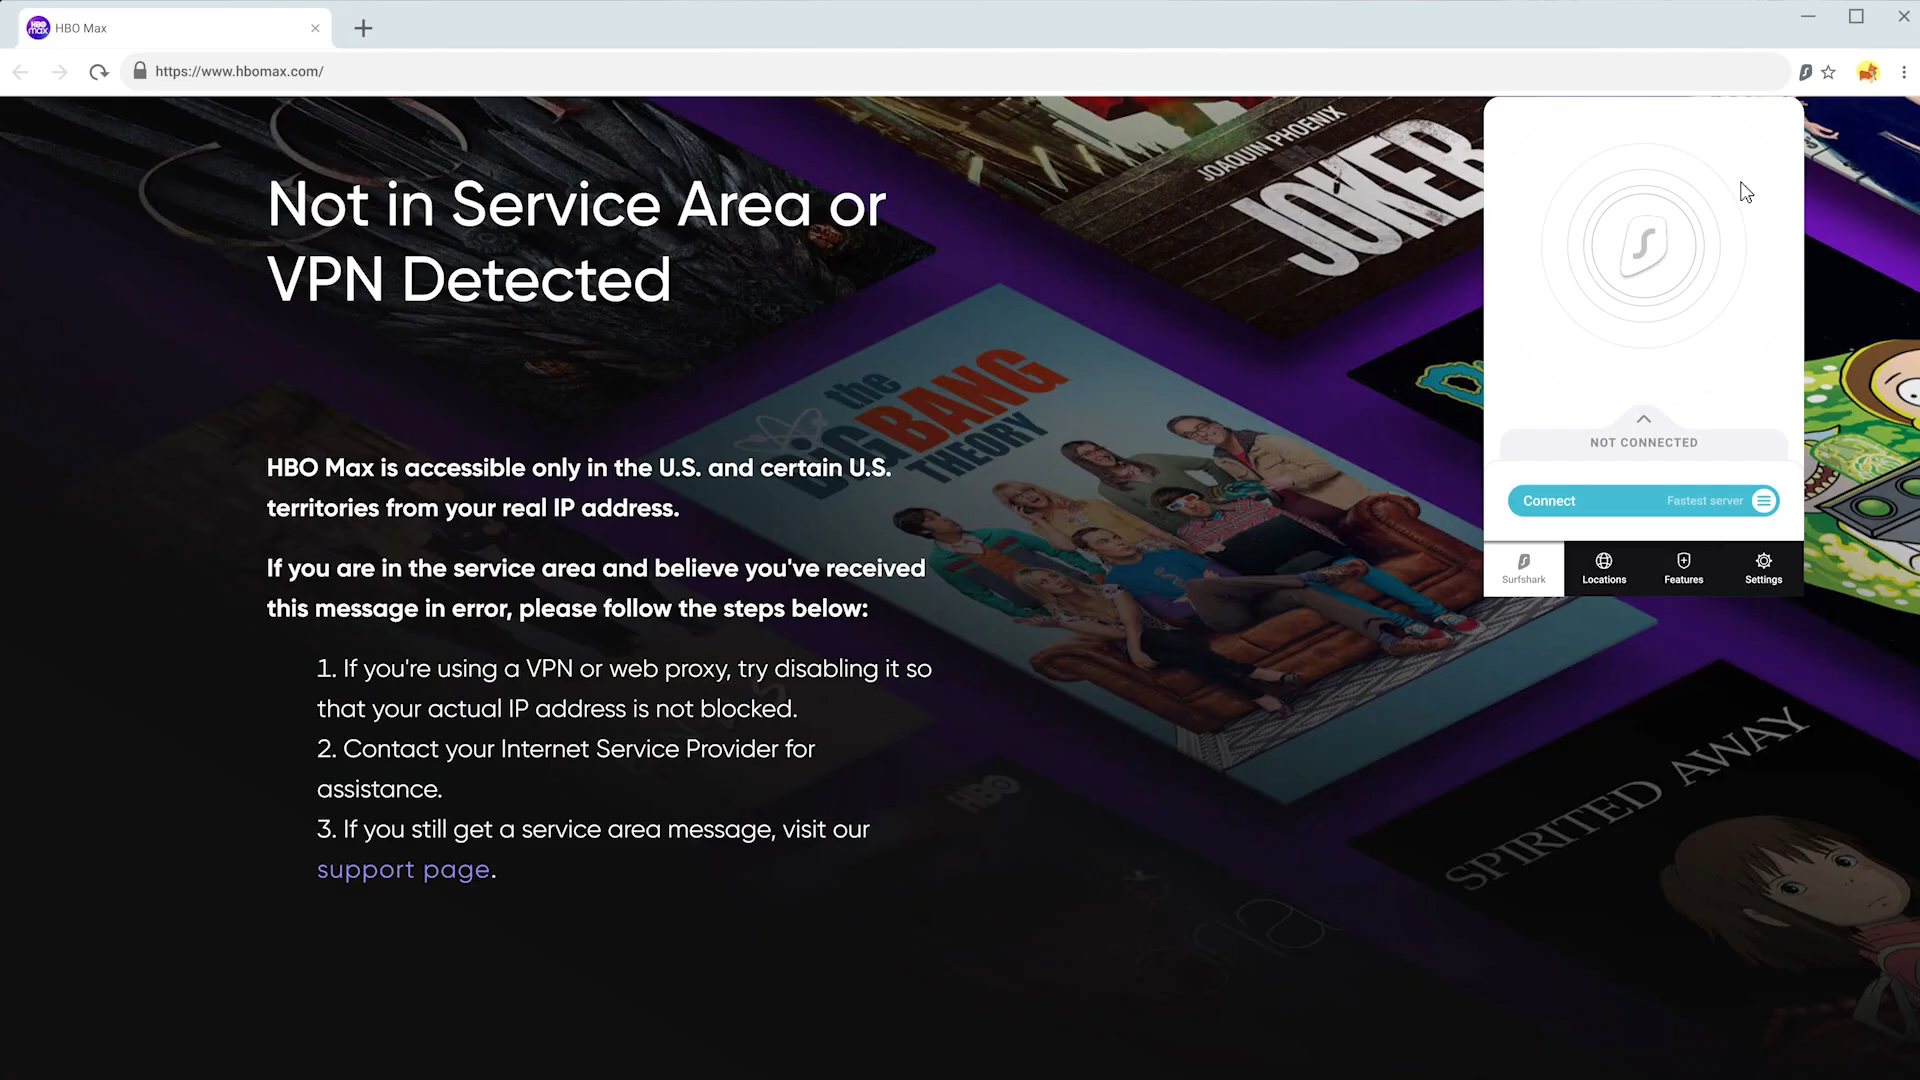 HBO max
HBO Max
https://www.hbomax.com/
Not in Service Area or
VPN Detected
HBO Max is accessible only in the U.S. and certain U.S.
territories from your real IP address.
If you are in the service area and believe you've received
this message in error, please follow the steps below:
1. If you're using a VPN or web proxy, try disabling it so
that your actual IP address is not blocked.
2. Contact your Internet Service Provider for
assistance.
3. If you still get a service area message, visit our
support page.
JOAQUIN PHOENIX
JOKER
the
BIG BANG
THEORY
HBO
SPIRITED AWAY
NOT CONNECTED
Connect
Fastest server
Surfshark
Locations
Features
Settings